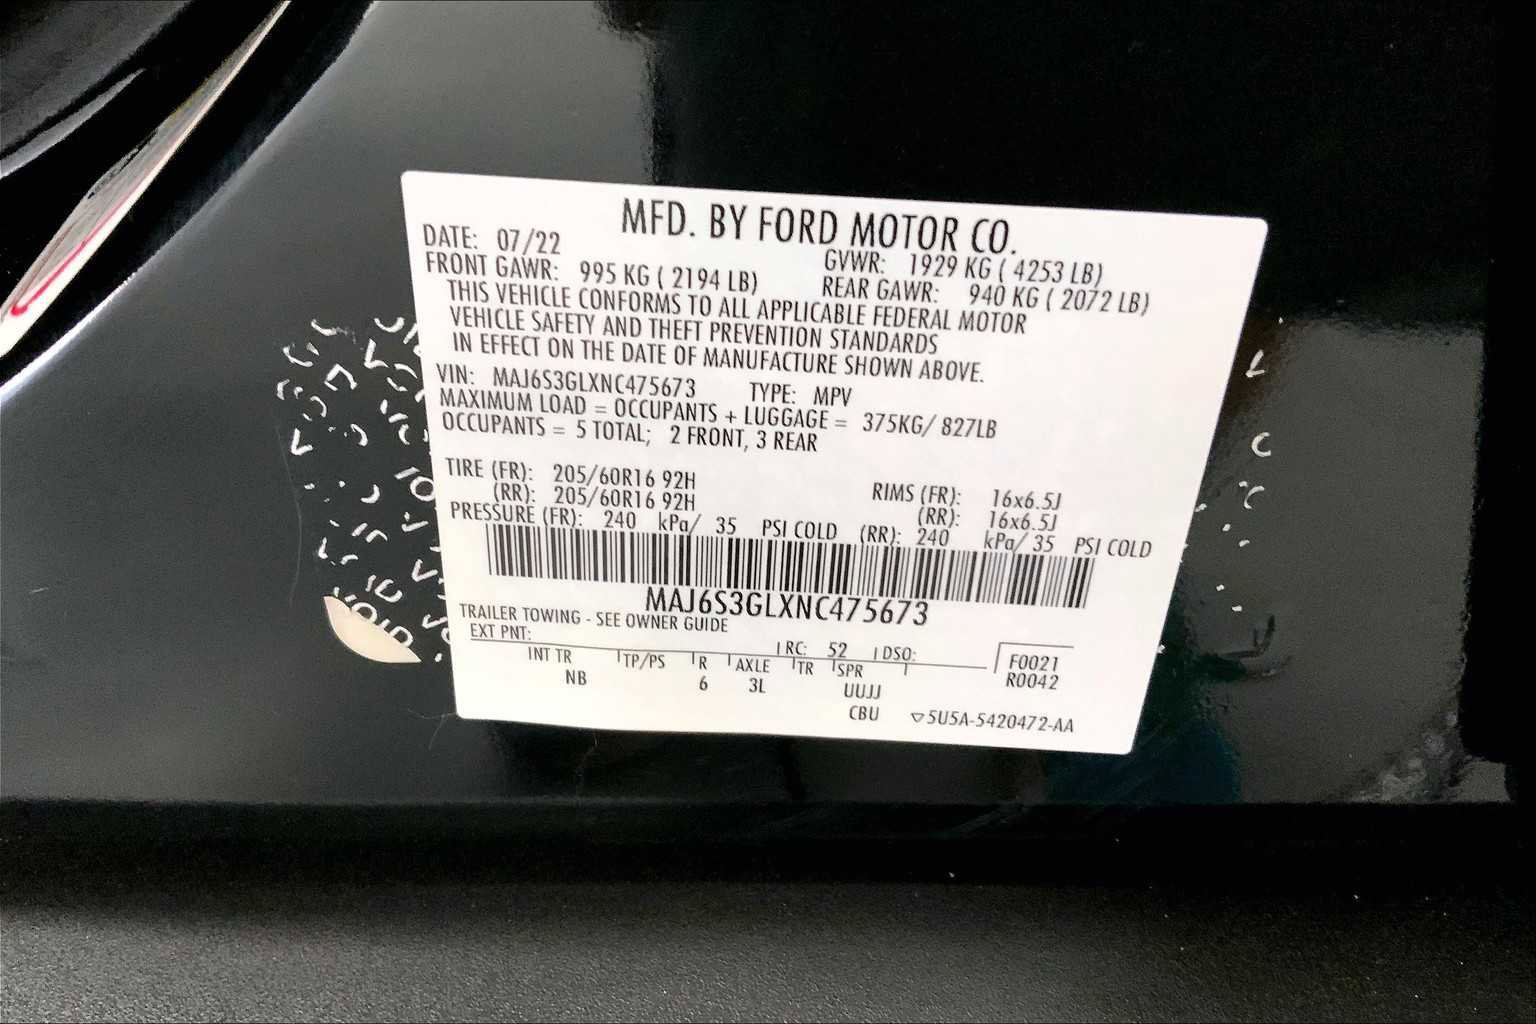 MFD. BY FORD MOTOR CO.
DATE: 07/22 GVWR: 1929 KG ( 4253 LB)
FRONT GAWR: 995 KG ( 2194 LB) REAR GAWR: 940 KG ( 2072 LB)
THIS VEHICLE CONFORMS TO ALL APPLICABLE FEDERAL MOTOR
VEHICLE SAFETY AND THEFT PREVENTION STANDARDS
IN EFFECT ON THE DATE OF MANUFACTURE SHOWN ABOVE.
VIN: MAJ6S3GLXNC475673 TYPE: MPV
MAXIMUM LOAD = OCCUPANTS + LUGGAGE = 375KG/ 827LB
OCCUPANTS = 5 TOTAL; 2 FRONT, 3 REAR
TIRE (FR): 205/60R16 92H RIMS (FR): 16x6.5J
(RR): 205/60R16 92H (RR): 16x6.5J
PRESSURE (FR): 240 kPa/ 35 PSI COLD (RR): 240 kPa/ 35 PSI COLD
MAJ6S3GLXNC475673
TRAILER TOWING - SEE OWNER GUIDE
EXT PNT: RC: 52 DSO: F0021
INT TR TP/PS R AXLE TR SPR R0042
NB 6 3L UUJJ
CBU ▽5U5A-5420472-AA